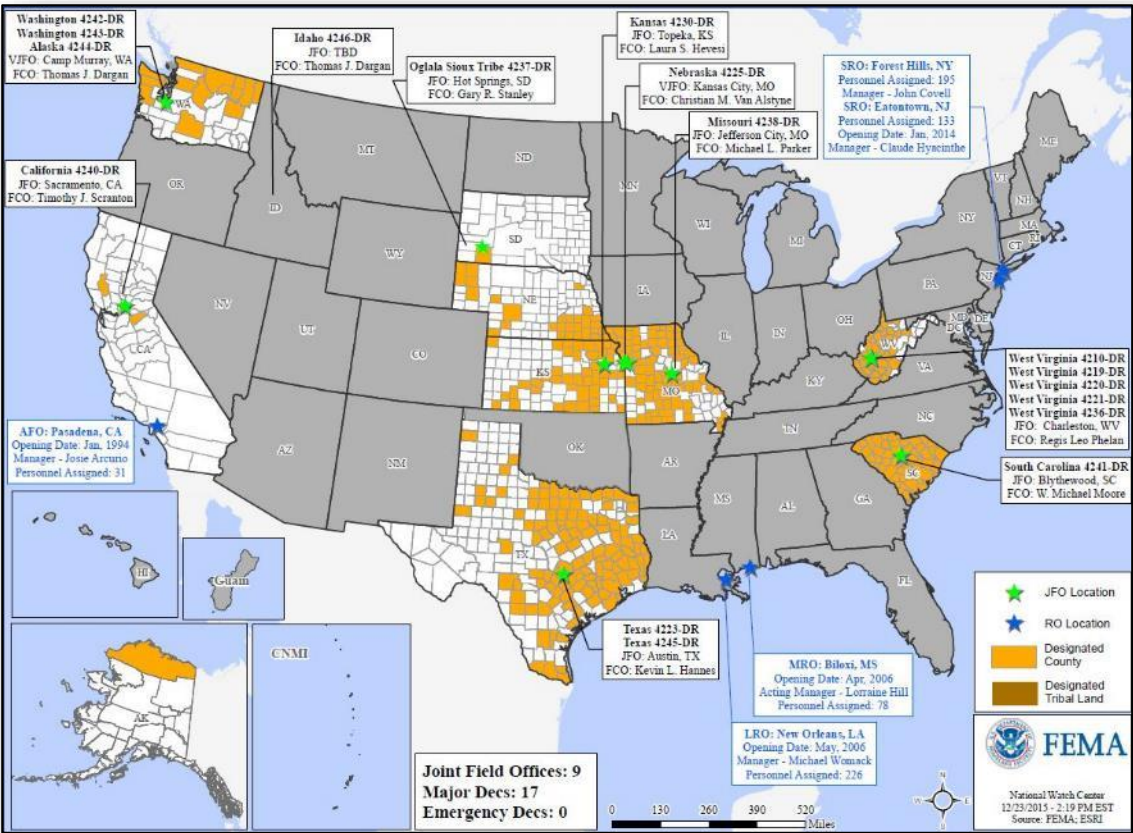 Washington 4242-DR
Washington 4243-DR
Alaska 4244-DR
VJFO: Camp Murray, WA
FCO: Thomas J. Dargan
Idaho 4246-DR
JFO: TBD
FCO: Thomas J. Dargan
Oglala Sioux Tribe 4237-DR
JFO: Hot Springs, SD
FCO: Gary R. Stanley
Kansas 4230-DR
JFO: Topeka, KS
FCO: Laura S. Hevesi
Nebraska 4225-DR
VJFO: Kansas City, MO
FCO: Christian M. Van Alstyne
Missouri 4238-DR
JFO: Jefferson City, MO
FCO: Michael L. Parker
SRO: Forest Hills, NY
Personnel Assigned: 195
Manager - John Covell
SRO: Eatontown, NJ
Personnel Assigned: 133
Opening Date: Jan, 2014
Manager - Claude Hyacinthe
California 4240-DR
JFO: Sacramento, CA
FCO: Timothy J. Scranton
WA
OR
ID
MT
ND
MN
WI
MI
NY
VT
NH
ME
MA
CT
RI
SD
WY
NE
IA
IL
IN
OH
PA
NJ
MD
DE
DC
NV
UT
CO
CA
KS
MO
KY
WV
VA
AZ
NM
OK
AR
TN
NC
SC
TX
LA
MS
AL
GA
FL
West Virginia 4210-DR
West Virginia 4219-DR
West Virginia 4220-DR
West Virginia 4221-DR
West Virginia 4236-DR
JFO: Charleston, WV
FCO: Regis Leo Phelan
South Carolina 4241-DR
JFO: Blythewood, SC
FCO: W. Michael Moore
AFO: Pasadena, CA
Opening Date: Jan, 1994
Manager - Josie Arcurio
Personnel Assigned: 31
HI
Guam
AK
CNMI
Texas 4223-DR
Texas 4245-DR
JFO: Austin, TX
FCO: Kevin L. Hannes
MRO: Biloxi, MS
Opening Date: Apr, 2006
Acting Manager - Lorraine Hill
Personnel Assigned: 78
LRO: New Orleans, LA
Opening Date: May, 2006
Manager - Michael Womack
Personnel Assigned: 226
JFO Location
RO Location
Designated
County
Designated
Tribal Land
Joint Field Offices: 9
Major Decs: 17
Emergency Decs: 0
0 130 260 390 520
Miles
N
W
E
S
FEMA
National Watch Center
12/23/2015 - 2:19 PM EST
Source: FEMA; ESRI